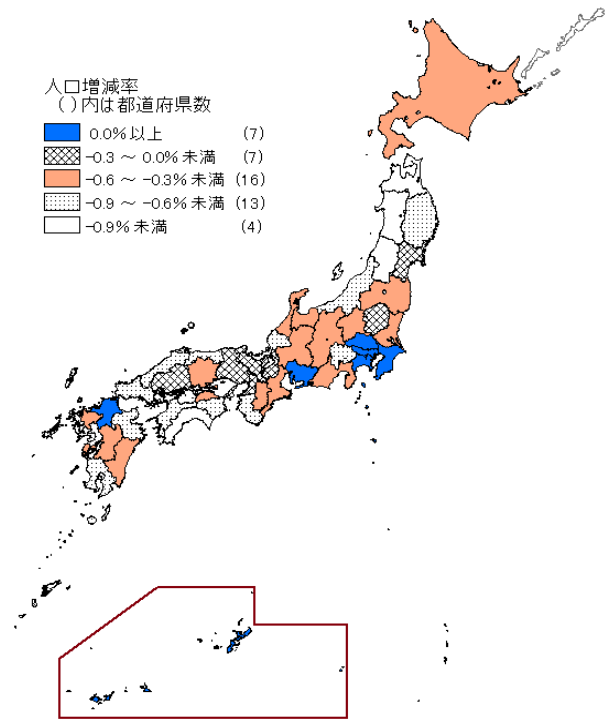 人口増減率
( )内は都道府県数
0.0%以上 (7)
-0.3 ～ 0.0%未満 (7)
-0.6 ～ -0.3%未満 (16)
-0.9 ～ -0.6%未満 (13)
-0.9%未満 (4)